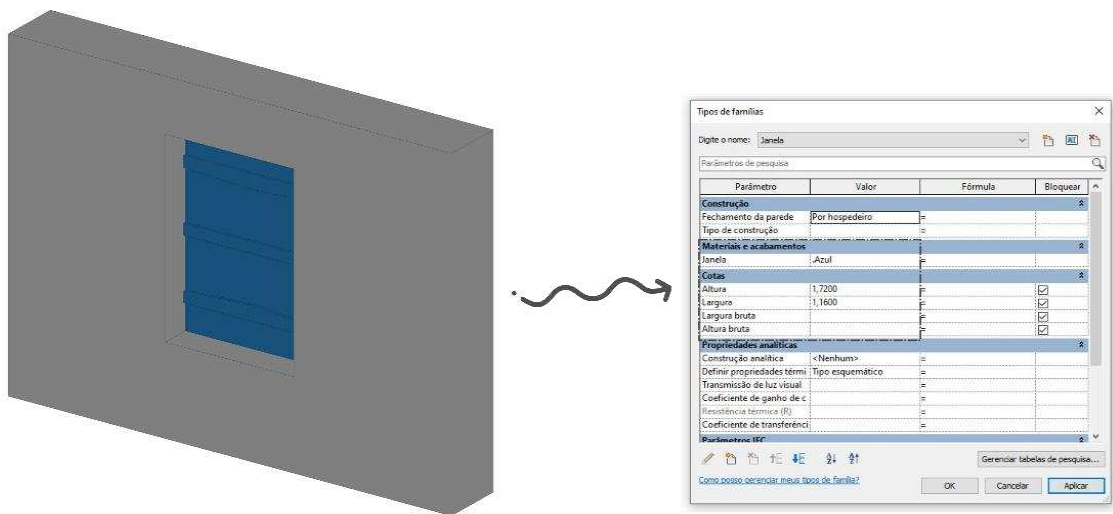 Tipos de famílias
Digite o nome: Janela
Parâmetros de pesquisa
Parâmetro Valor Fórmula Bloquear
Construção
Fechamento da parede Por hospedeiro =
Tipo de construção =
Materiais e acabamentos
Janela .Azul =
Cotas
Altura 1,7200 =
Largura 1,1600 =
Largura bruta =
Altura bruta =
Propriedades analíticas
Construção analítica <Nenhum> =
Definir propriedades térmi Tipo esquemático =
Transmissão de luz visual =
Coeficiente de ganho de c =
Resistência térmica (R) =
Coeficiente de transferênci =
Parâmetros IFC
Gerenciar tabelas de pesquisa...
Como posso gerenciar meus tipos de família?
OK Cancelar Aplicar